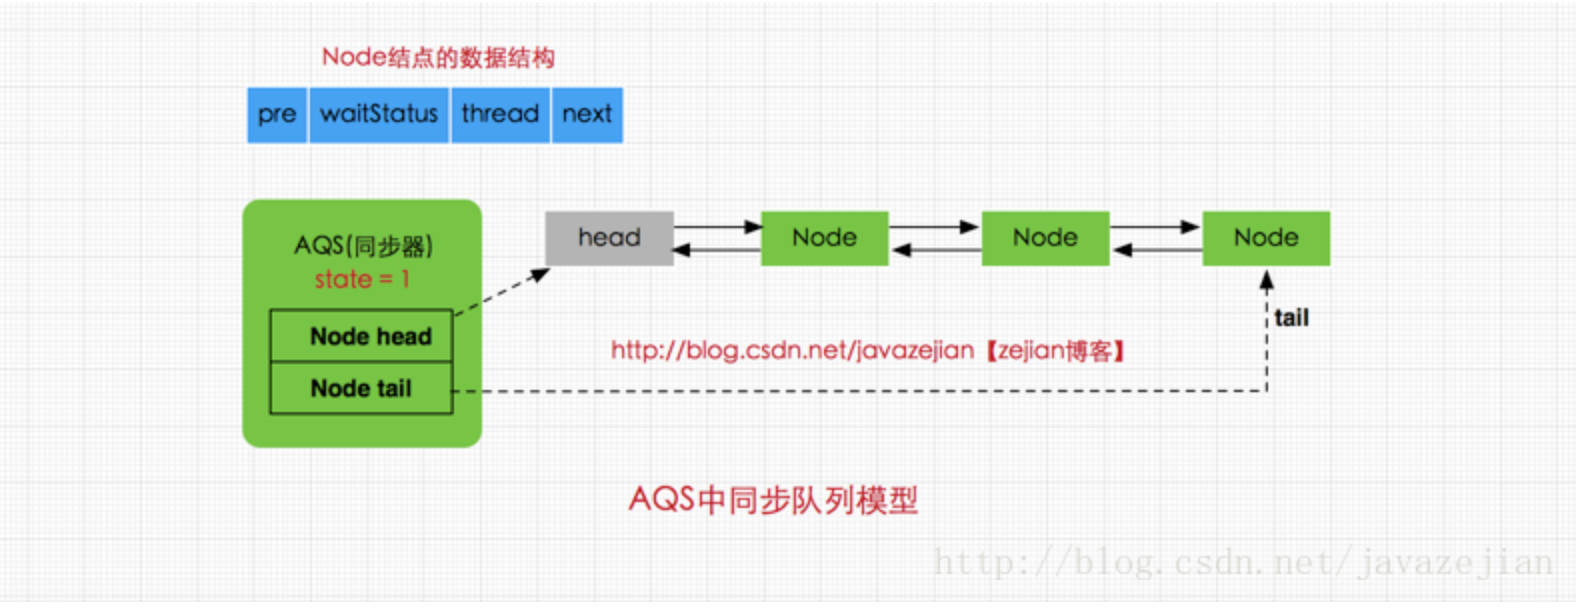 Node结点的数据结构
pre waitStatus thread next
AQS(同步器)
state = 1
Node head
Node tail
head Node Node Node
tail
http://blog.csdn.net/javazejian【zejian博客】
AQS中同步队列模型
http://blog.csdn.net/javazejian